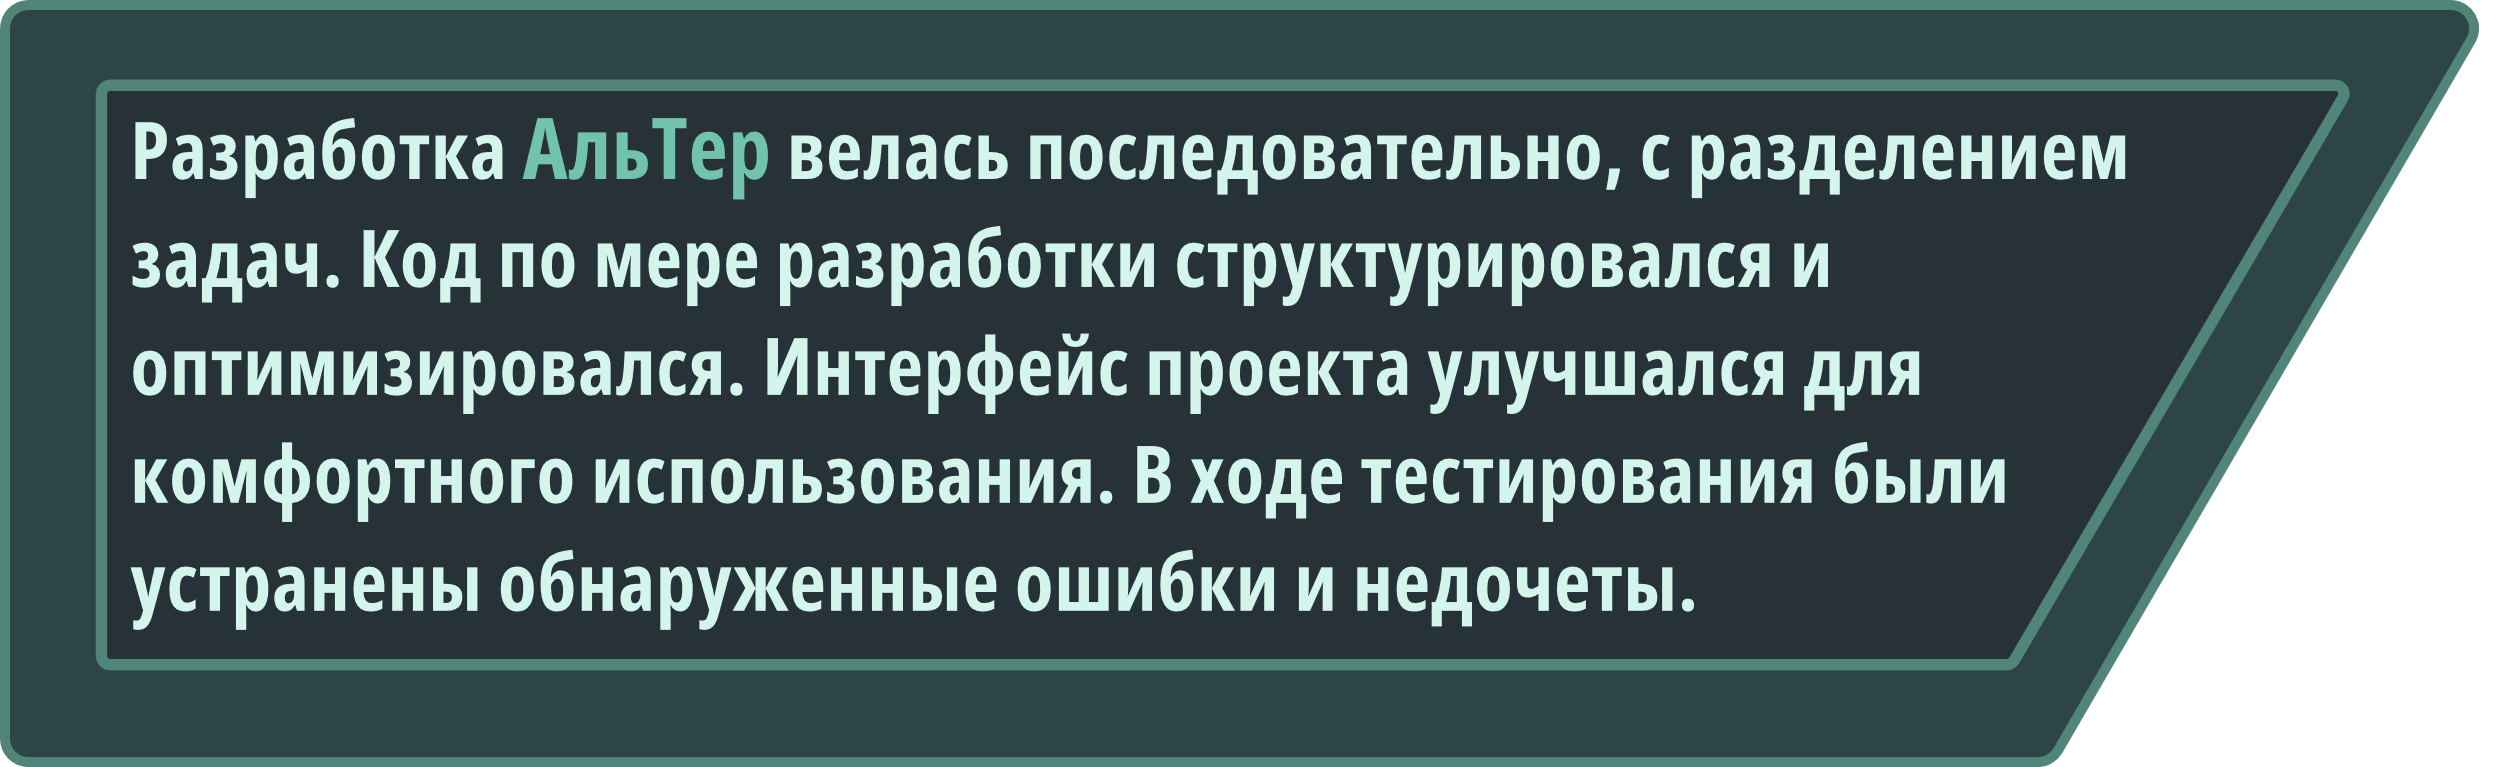 Разработка АльТер велась последовательно, с разделением
задач. Код по мере разработки структурировался и
оптимизировался. Интерфейс проекта улучшался для
комфортного использования. В ходе тестирования были
устранены обнаруженные ошибки и недочеты.